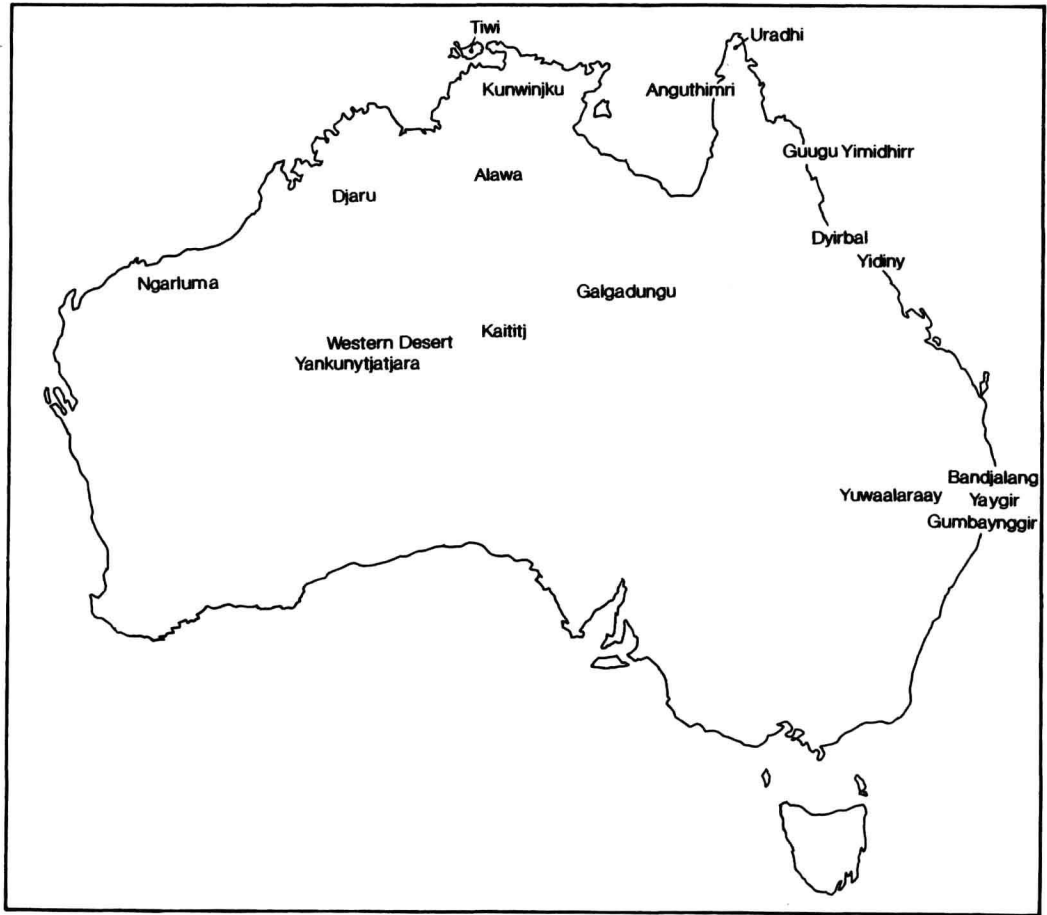 Tiwi
Uradhi
Kunwinjku
Anguthimri
Guugu Yimidhirr
Alawa
Djaru
Dyirbal
Yidiny
Ngarluma
Galgadungu
Kaititj
Western Desert
Yankunytjatjara
Bandjalang
Yuwaalaraay
Yaygir
Gumbaynggir